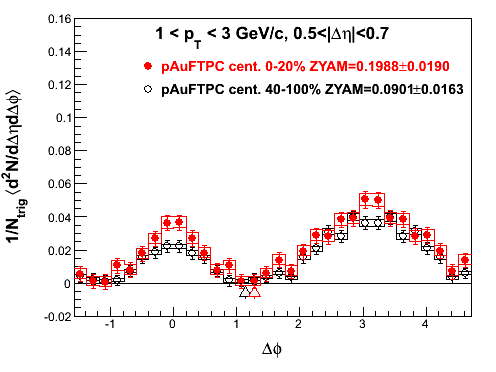 1 < p_T < 3 GeV/c, 0.5<|Δη|<0.7
pAuFTPC cent. 0-20% ZYAM=0.1988±0.0190
pAuFTPC cent. 40-100% ZYAM=0.0901±0.0163
1/N_trig ⟨d²N/dΔηdΔϕ⟩
0.16
0.14
0.12
0.1
0.08
0.06
0.04
0.02
0
-0.02
-1 0 1 2 3 4
Δϕ